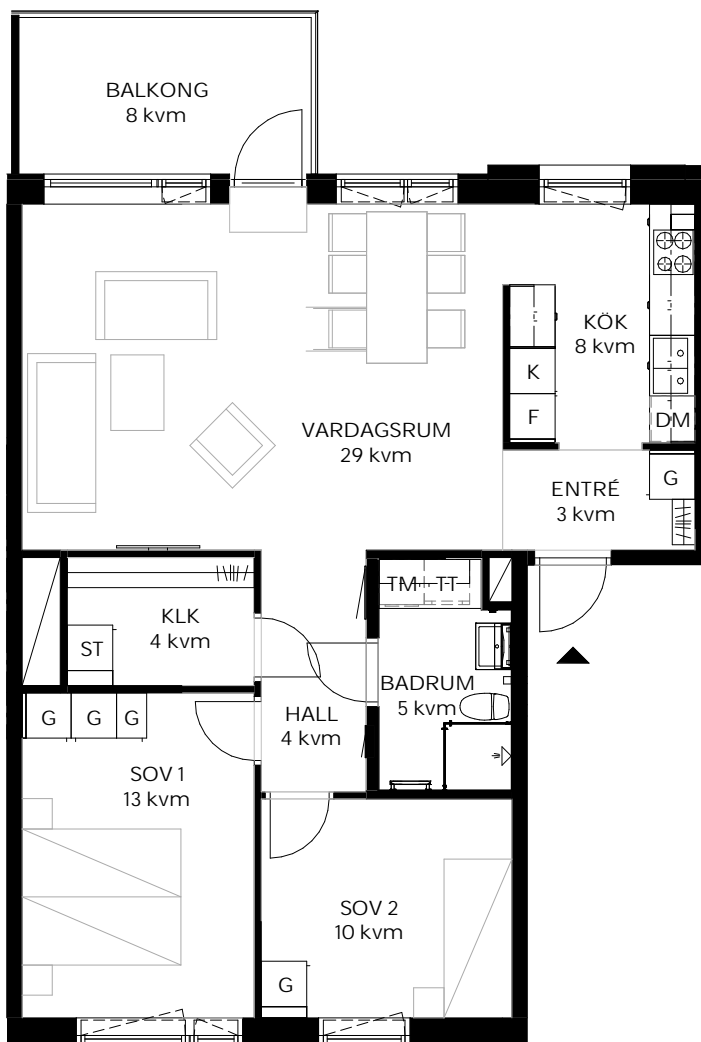 BALKONG
8 kvm
KÖK
8 kvm
K
F
DM
VARDAGSRUM
29 kvm
G
ENTRÉ
3 kvm
TM TT
KLK
4 kvm
ST
BADRUM
5 kvm
G G G
HALL
4 kvm
SOV 1
13 kvm
SOV 2
10 kvm
G